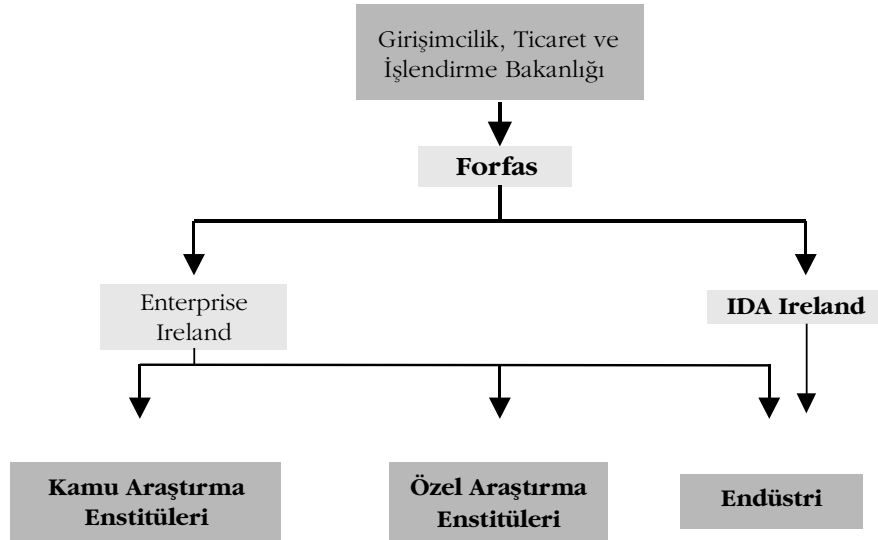 Girişimcilik, Ticaret ve
İşlendirme Bakanlığı
Forfas
Enterprise
Ireland
IDA Ireland
Kamu Araştırma
Enstitüleri
Özel Araştırma
Enstitüleri
Endüstri